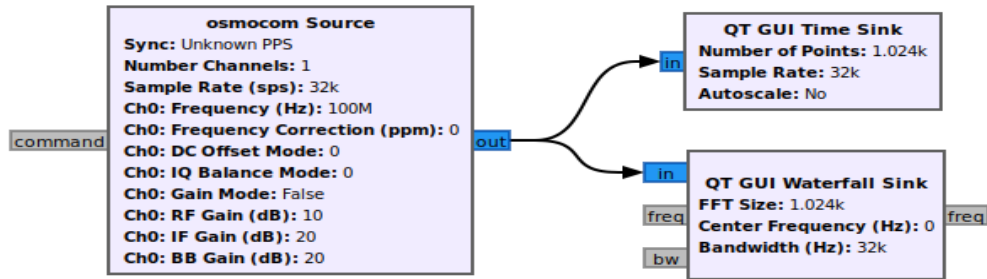 osmocom Source
Sync: Unknown PPS
Number Channels: 1
Sample Rate (sps): 32k
Ch0: Frequency (Hz): 100M
Ch0: Frequency Correction (ppm): 0
Ch0: DC Offset Mode: 0
Ch0: IQ Balance Mode: 0
Ch0: Gain Mode: False
Ch0: RF Gain (dB): 10
Ch0: IF Gain (dB): 20
Ch0: BB Gain (dB): 20
command
out
in
QT GUI Time Sink
Number of Points: 1.024k
Sample Rate: 32k
Autoscale: No
in
freq
bw
QT GUI Waterfall Sink
FFT Size: 1.024k
Center Frequency (Hz): 0
Bandwidth (Hz): 32k
freq